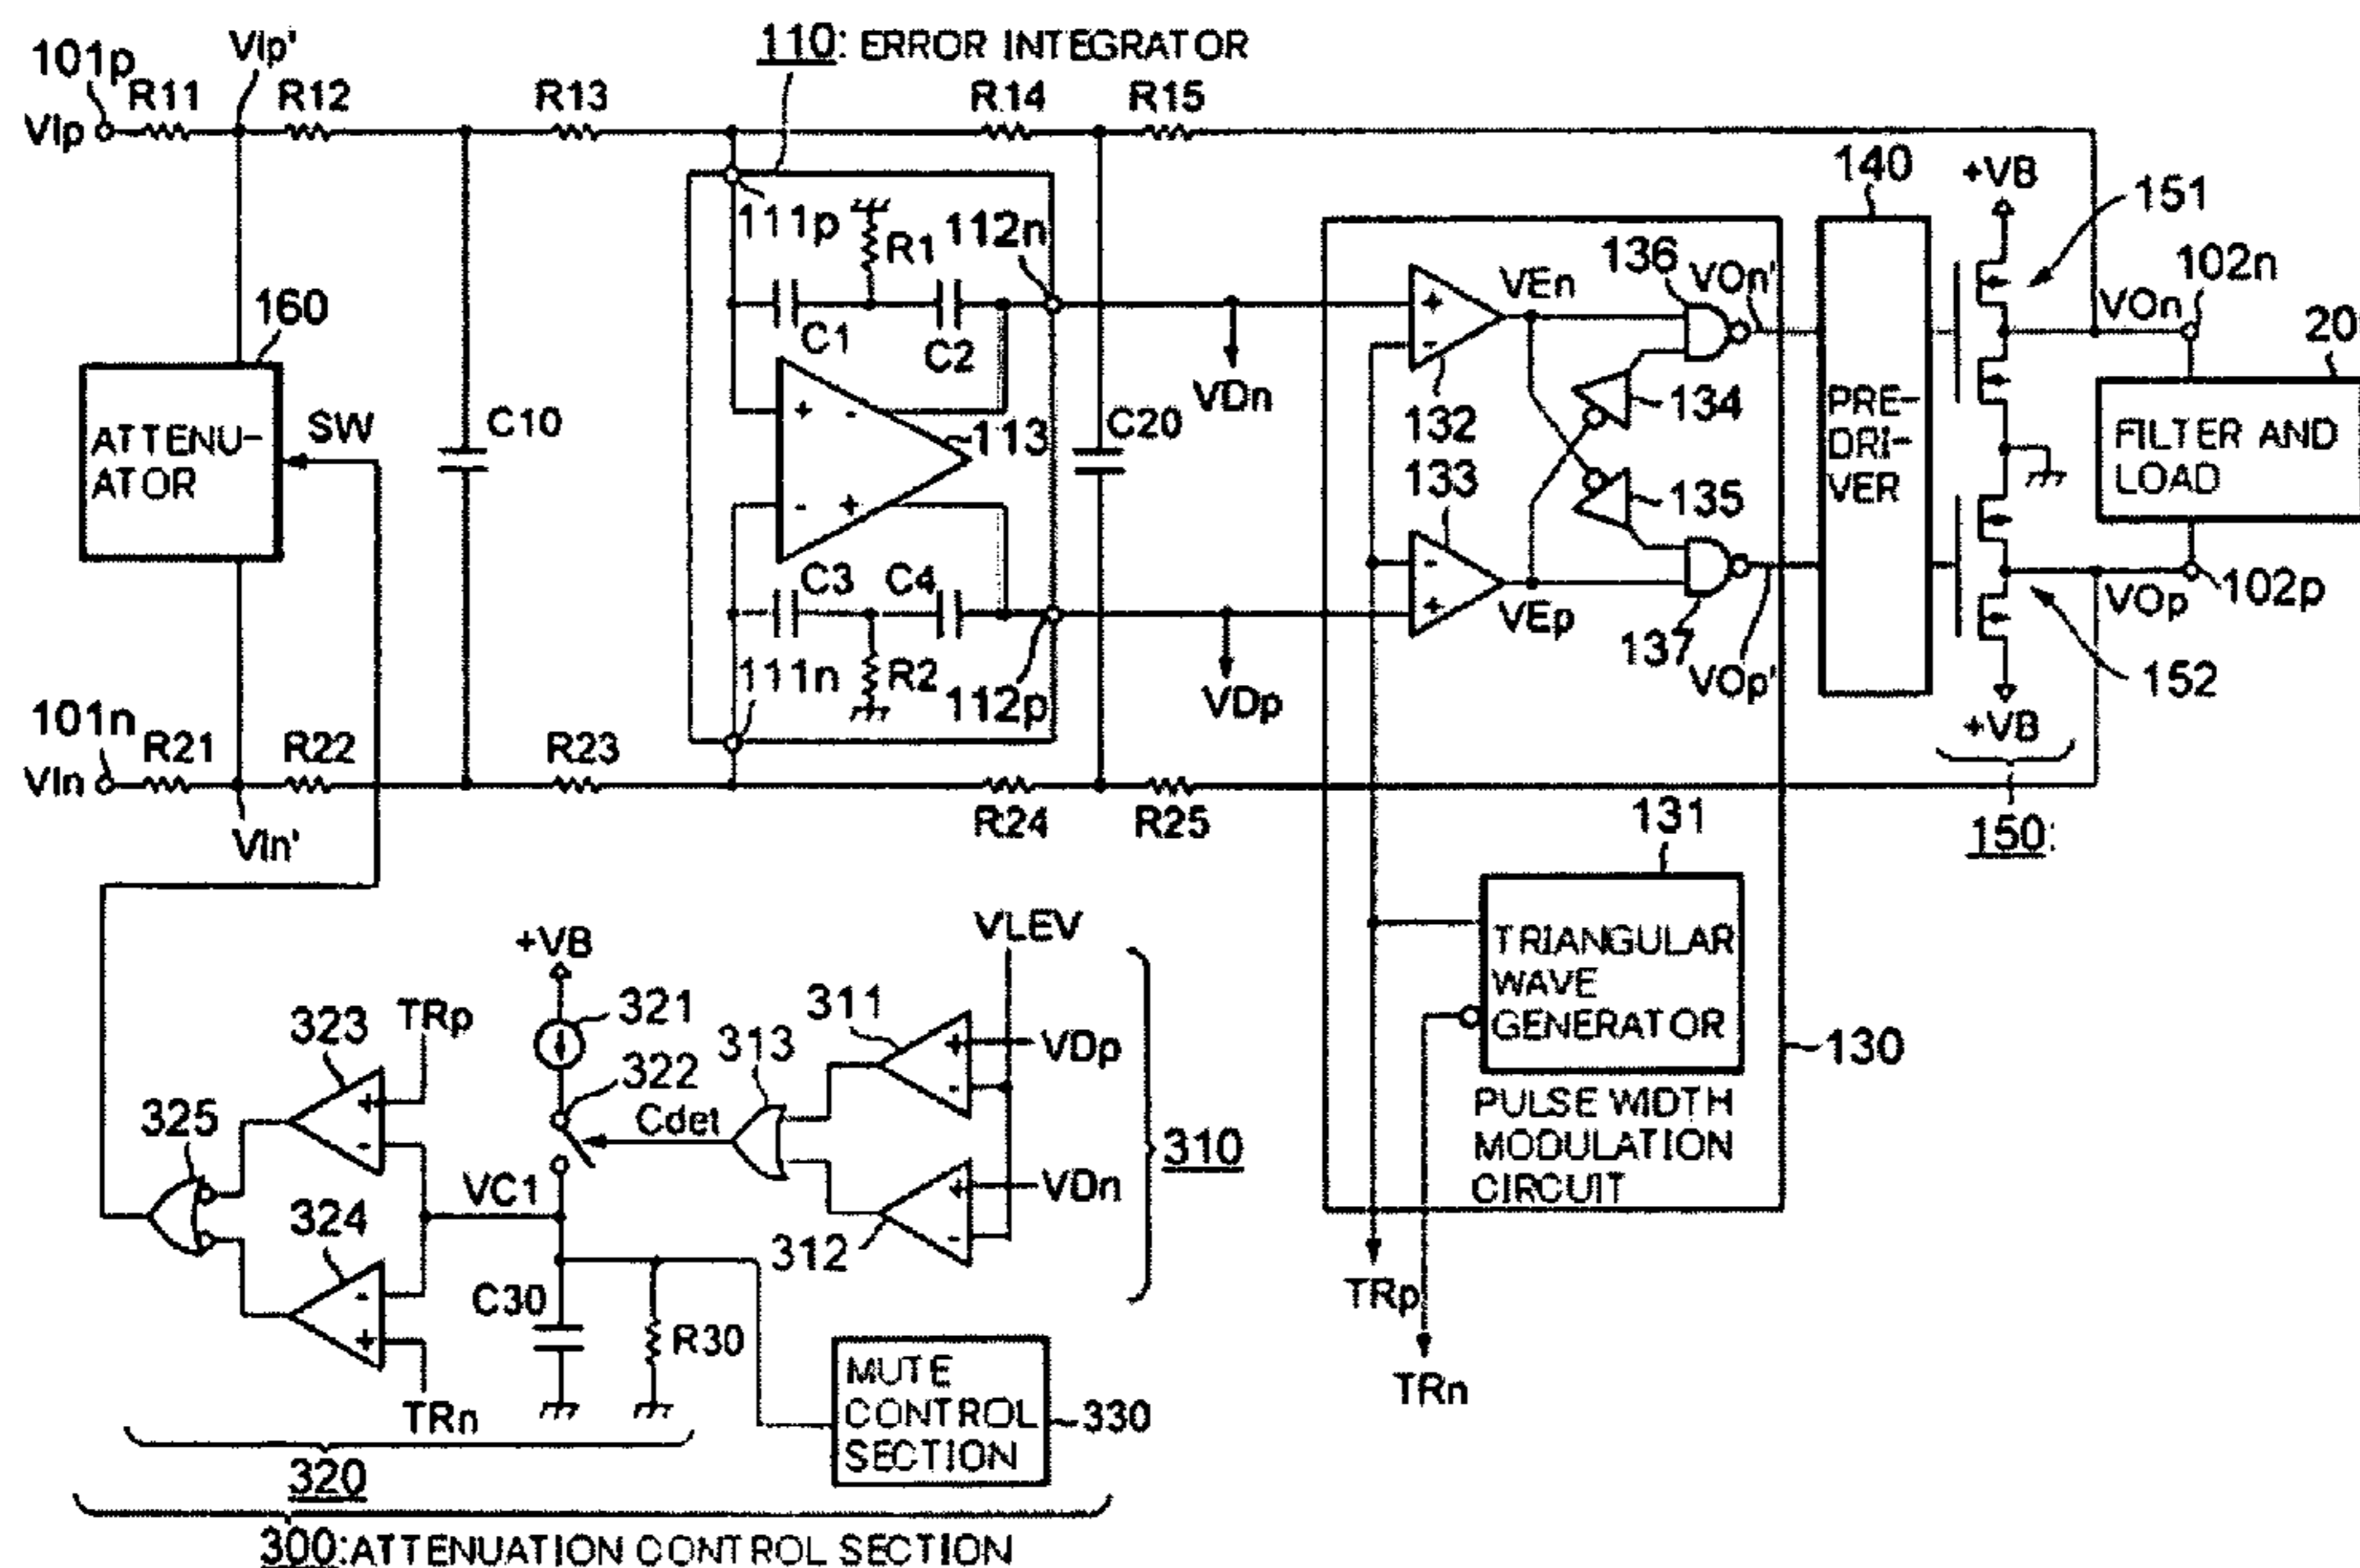 110: ERROR INTEGRATOR
101p
VIp'
R11
R12
R13
R14
R15
VIp
140
+VB
151
111p
R1
112n
136
VOn'
VEn
102n
VOn
160
C1
C2
+
-
132
134
VDn
20
SW
C10
+
-
113
C20
PRE-
DRI-
VER
ATTENU-
ATOR
FILTER AND
LOAD
133
135
-
+
-
+
C3
C4
VEp
137
VOp'
VOp
102p
111n
R2
112p
VDp
152
101n
R21
R22
R23
R24
R25
+VB
VIn
VIn'
131
150:
+VB
VLEV
TRIANGULAR
WAVE
GENERATOR
323
TRp
321
311
313
+
VDp
322
-
130
325
+
-
Cdet
310
PULSE WIDTH
MODULATION
CIRCUIT
VC1
+
VDn
324
-
312
-
C30
R30
+
TRp
MUTE
CONTROL
SECTION
330
TRn
TRn
320
300:ATTENUATION CONTROL SECTION